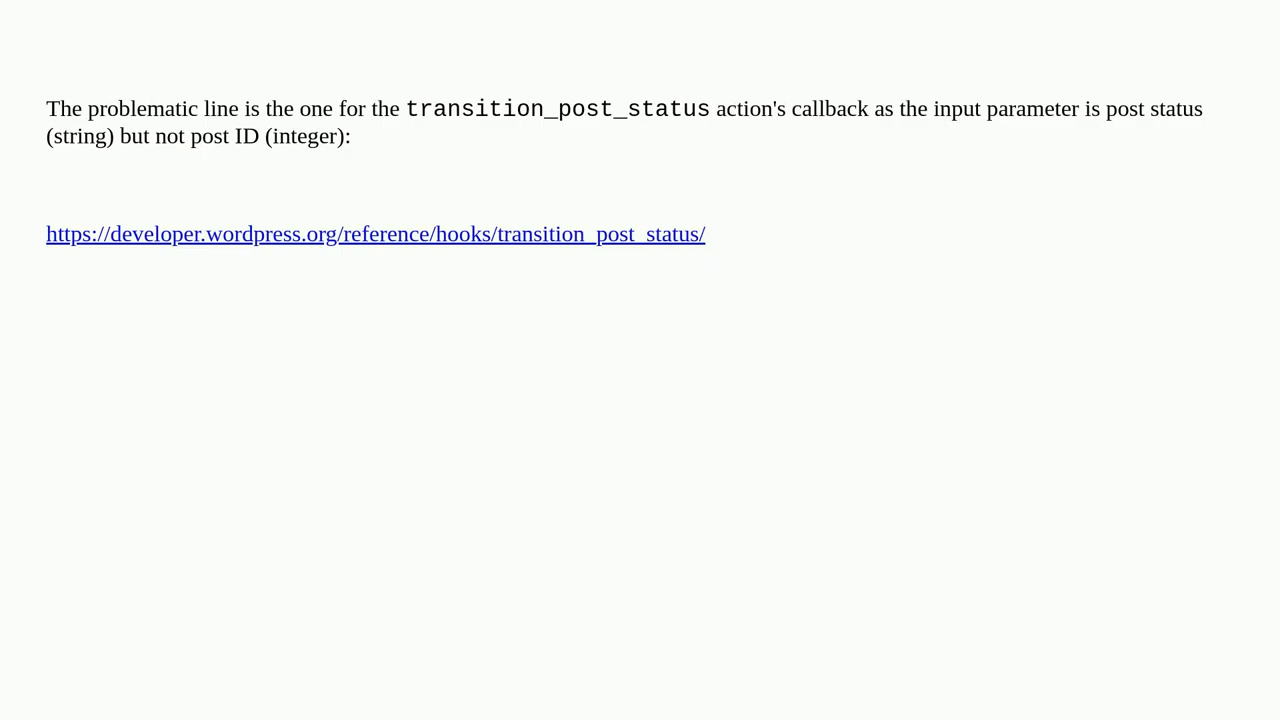 The problematic line is the one for the transition_post_status action's callback as the input parameter is post status
(string) but not post ID (integer):
https://developer.wordpress.org/reference/hooks/transition_post_status/